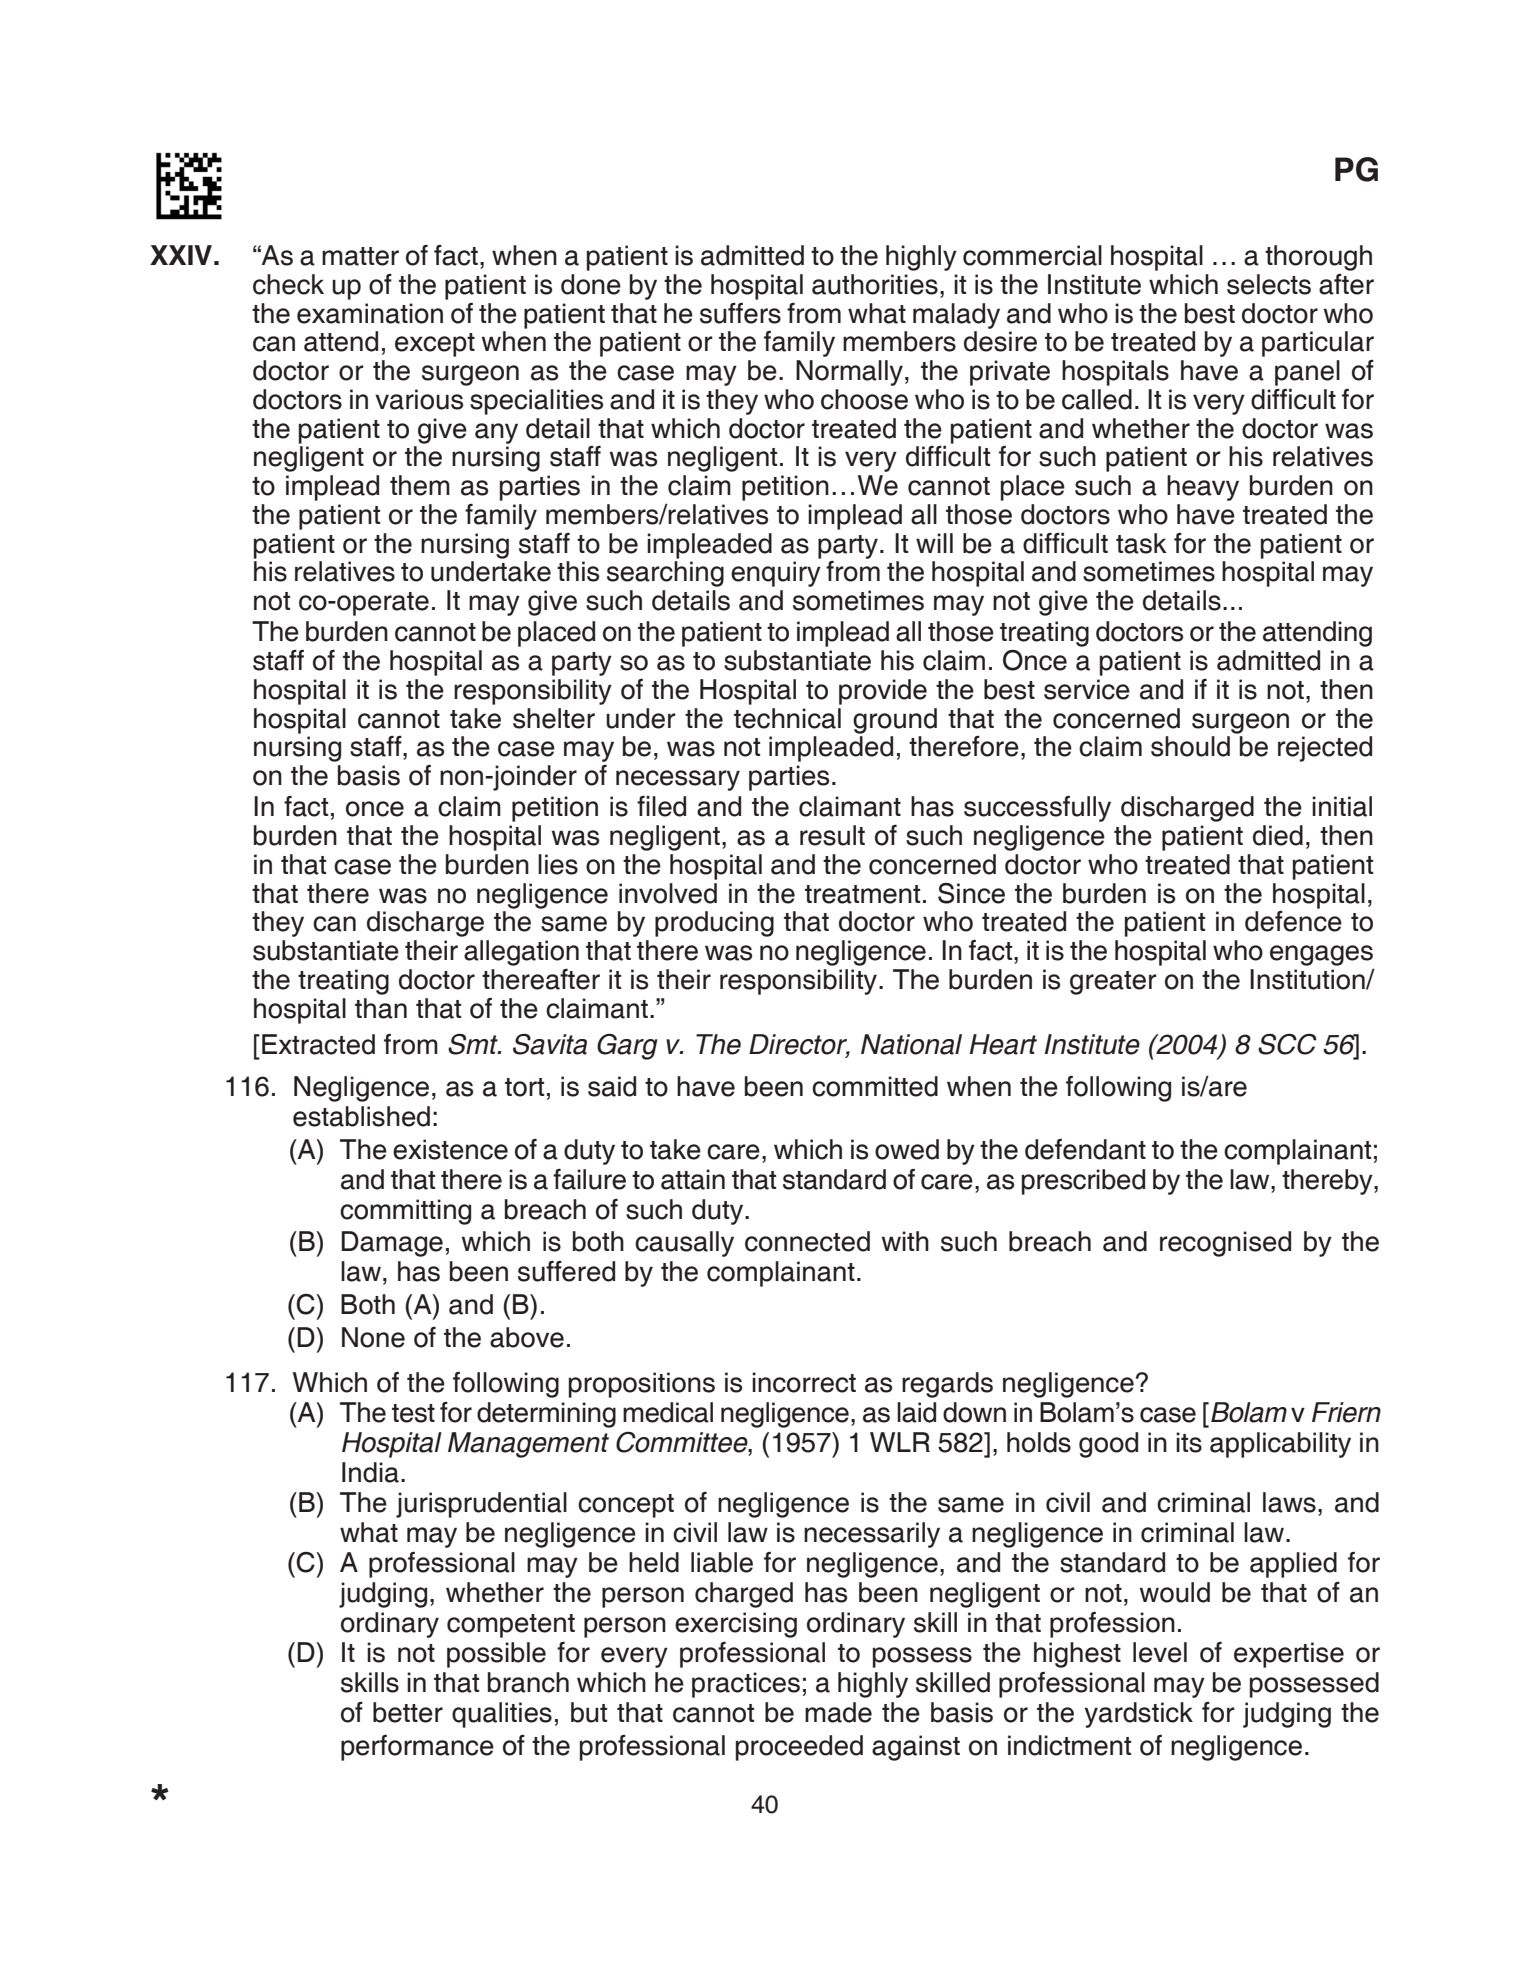 PG
XXIV. “As a matter of fact, when a patient is admitted to the highly commercial hospital … a thorough
check up of the patient is done by the hospital authorities, it is the Institute which selects after
the examination of the patient that he suffers from what malady and who is the best doctor who
can attend, except when the patient or the family members desire to be treated by a particular
doctor or the surgeon as the case may be. Normally, the private hospitals have a panel of
doctors in various specialities and it is they who choose who is to be called. It is very difficult for
the patient to give any detail that which doctor treated the patient and whether the doctor was
negligent or the nursing staff was negligent. It is very difficult for such patient or his relatives
to implead them as parties in the claim petition…We cannot place such a heavy burden on
the patient or the family members/relatives to implead all those doctors who have treated the
patient or the nursing staff to be impleaded as party. It will be a difficult task for the patient or
his relatives to undertake this searching enquiry from the hospital and sometimes hospital may
not co-operate. It may give such details and sometimes may not give the details...
The burden cannot be placed on the patient to implead all those treating doctors or the attending
staff of the hospital as a party so as to substantiate his claim. Once a patient is admitted in a
hospital it is the responsibility of the Hospital to provide the best service and if it is not, then
hospital cannot take shelter under the technical ground that the concerned surgeon or the
nursing staff, as the case may be, was not impleaded, therefore, the claim should be rejected
on the basis of non-joinder of necessary parties.
In fact, once a claim petition is filed and the claimant has successfully discharged the initial
burden that the hospital was negligent, as a result of such negligence the patient died, then
in that case the burden lies on the hospital and the concerned doctor who treated that patient
that there was no negligence involved in the treatment. Since the burden is on the hospital,
they can discharge the same by producing that doctor who treated the patient in defence to
substantiate their allegation that there was no negligence. In fact, it is the hospital who engages
the treating doctor thereafter it is their responsibility. The burden is greater on the Institution/
hospital than that of the claimant.”
[Extracted from Smt. Savita Garg v. The Director, National Heart Institute (2004) 8 SCC 56].
116. Negligence, as a tort, is said to have been committed when the following is/are
established:
(A) The existence of a duty to take care, which is owed by the defendant to the complainant;
and that there is a failure to attain that standard of care, as prescribed by the law, thereby,
committing a breach of such duty.
(B) Damage, which is both causally connected with such breach and recognised by the
law, has been suffered by the complainant.
(C) Both (A) and (B).
(D) None of the above.
117. Which of the following propositions is incorrect as regards negligence?
(A) The test for determining medical negligence, as laid down in Bolam’s case [Bolam v Friern
Hospital Management Committee, (1957) 1 WLR 582], holds good in its applicability in
India.
(B) The jurisprudential concept of negligence is the same in civil and criminal laws, and
what may be negligence in civil law is necessarily a negligence in criminal law.
(C) A professional may be held liable for negligence, and the standard to be applied for
judging, whether the person charged has been negligent or not, would be that of an
ordinary competent person exercising ordinary skill in that profession.
(D) It is not possible for every professional to possess the highest level of expertise or
skills in that branch which he practices; a highly skilled professional may be possessed
of better qualities, but that cannot be made the basis or the yardstick for judging the
performance of the professional proceeded against on indictment of negligence.
* 40